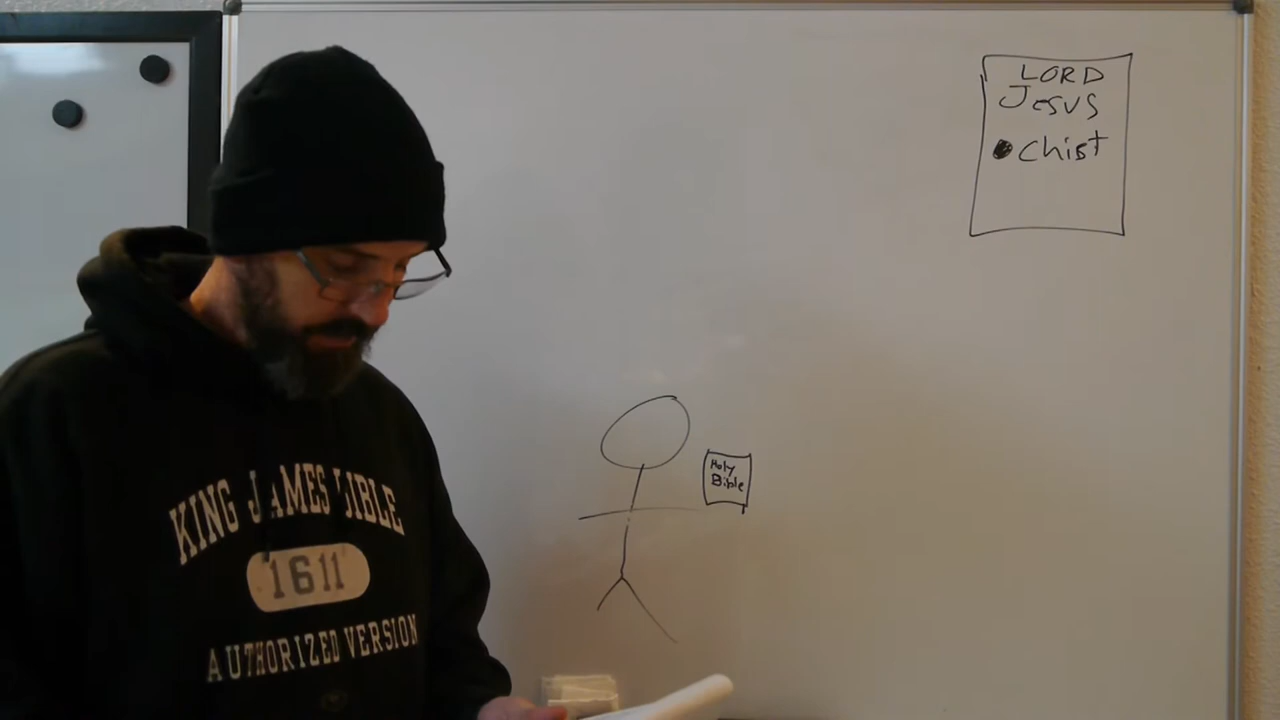 LORD
Jesus
Chist
Holy
Bible
KING JAMES BIBLE
1611
AUTHORIZED VERSION